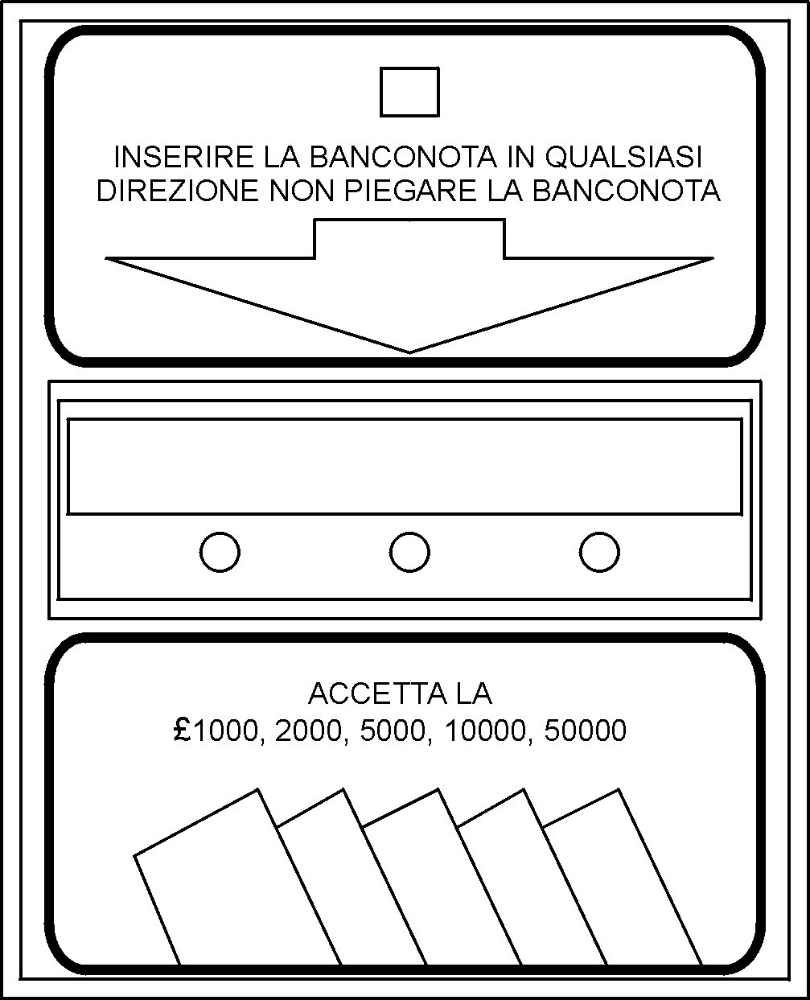 INSERIRE LA BANCONOTA IN QUALSIASI
DIREZIONE NON PIEGARE LA BANCONOTA
ACCETTA LA
£1000, 2000, 5000, 10000, 50000